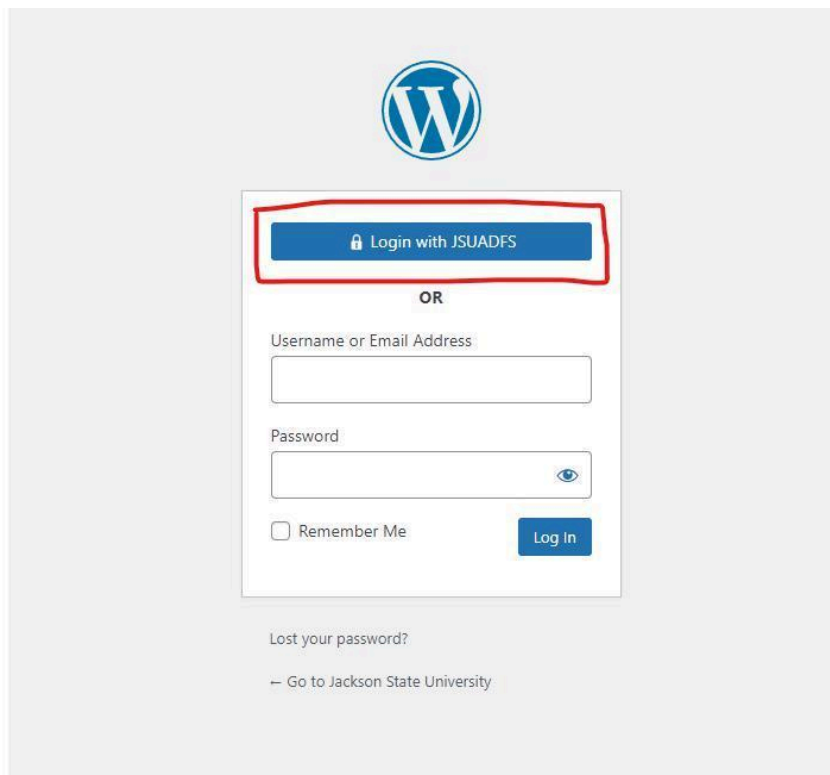 Login with JSUADFS
OR
Username or Email Address
Password
Remember Me
Log In
Lost your password?
← Go to Jackson State University